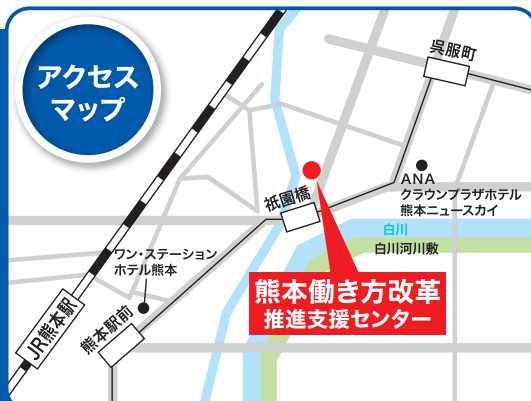 アクセス
マップ
呉服町
祇園橋
ANA
クラウンプラザホテル
熊本ニュースカイ
白川
白川河川敷
ワン・ステーション
ホテル熊本
熊本働き方改革
推進支援センター
JR熊本駅
熊本駅前